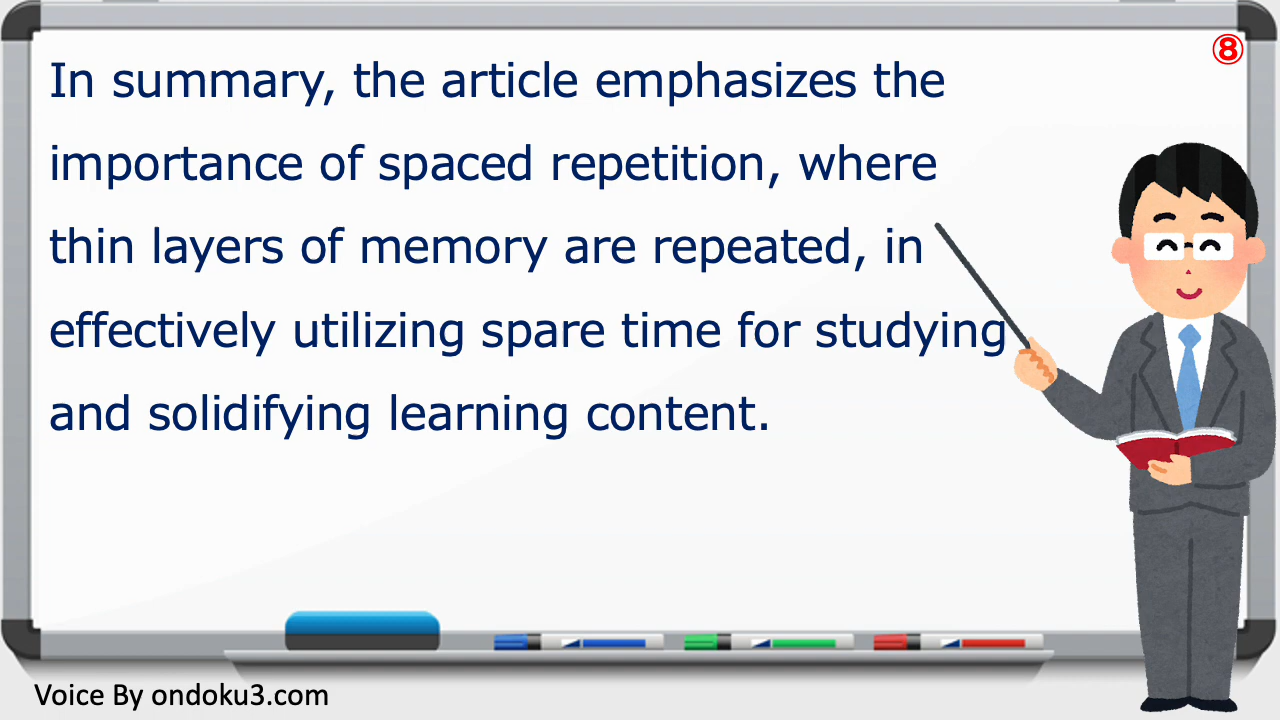 ⑧
In summary, the article emphasizes the
importance of spaced repetition, where
thin layers of memory are repeated, in
effectively utilizing spare time for studying
and solidifying learning content.
Voice By ondoku3.com